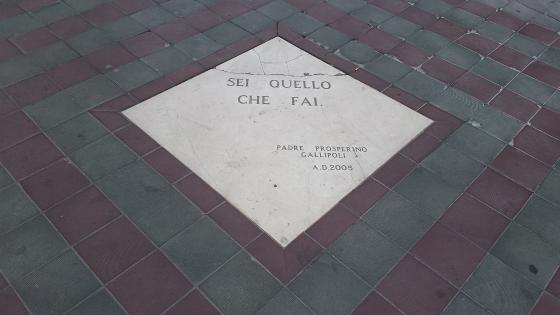 SEI QUELLO
CHE FAI.
PADRE PROSPERINO
GALLIPOLI
A.D.2005